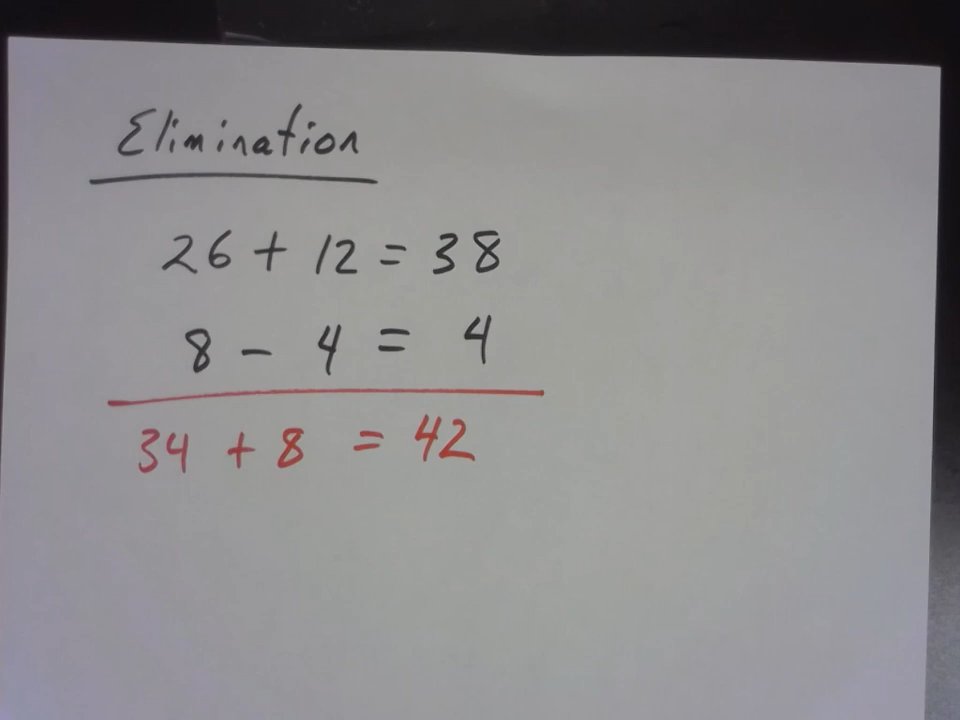 Elimination
26 + 12 = 38
8 - 4 = 4
34 + 8 = 42